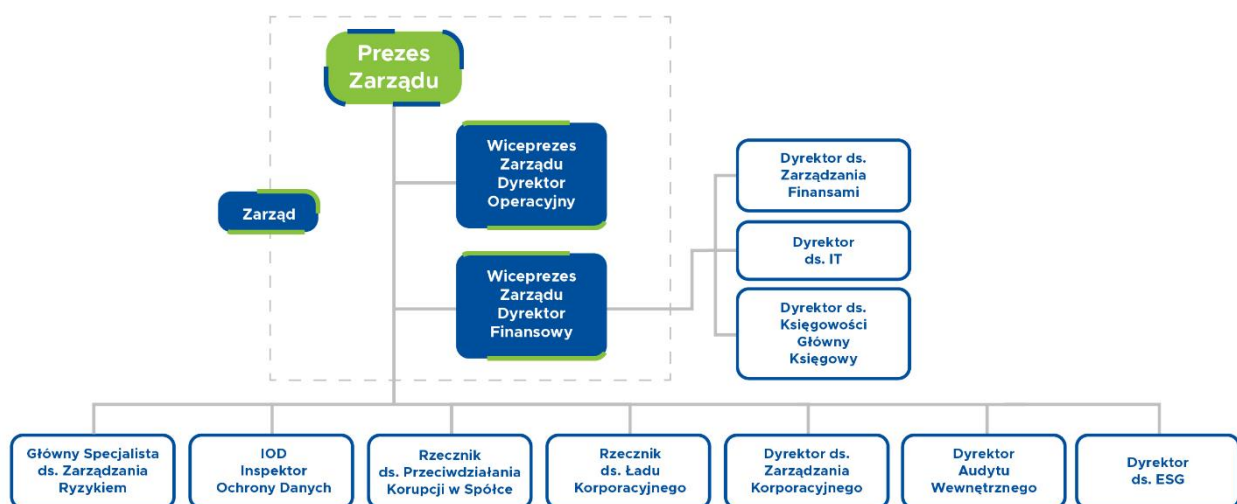 Prezes
Zarządu
Wiceprezes
Zarządu
Dyrektor
Operacyjny
Zarząd
Wiceprezes
Zarządu
Dyrektor
Finansowy
Dyrektor ds.
Zarządzania
Finansami
Dyrektor
ds. IT
Dyrektor ds.
Księgowości
Główny
Księgowy
Główny Specjalista
ds. Zarządzania
Ryzykiem
IOD
Inspektor
Ochrony Danych
Rzecznik
ds. Przeciwdziałania
Korupcji w Spółce
Rzecznik
ds. Ładu
Korporacyjnego
Dyrektor ds.
Zarządzania
Korporacyjnego
Dyrektor
Audytu
Wewnętrznego
Dyrektor
ds. ESG